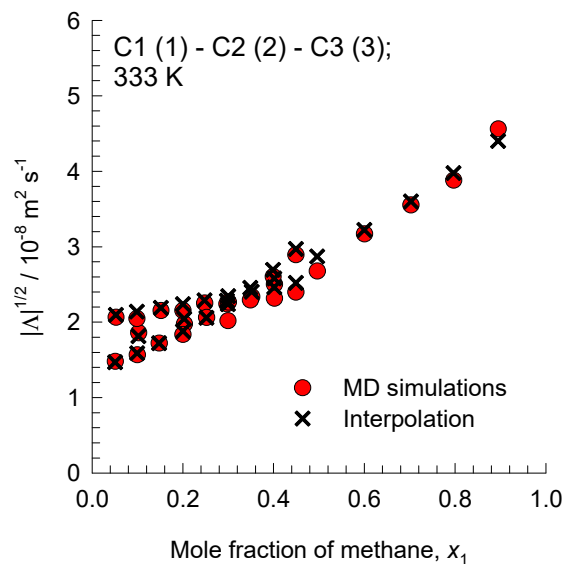 C1 (1) - C2 (2) - C3 (3);
333 K
|Λ|^{1/2} / 10^{-8} m^{2} s^{-1}
6
5
4
3
2
1
0
MD simulations
Interpolation
0.0 0.2 0.4 0.6 0.8 1.0
Mole fraction of methane, x_{1}